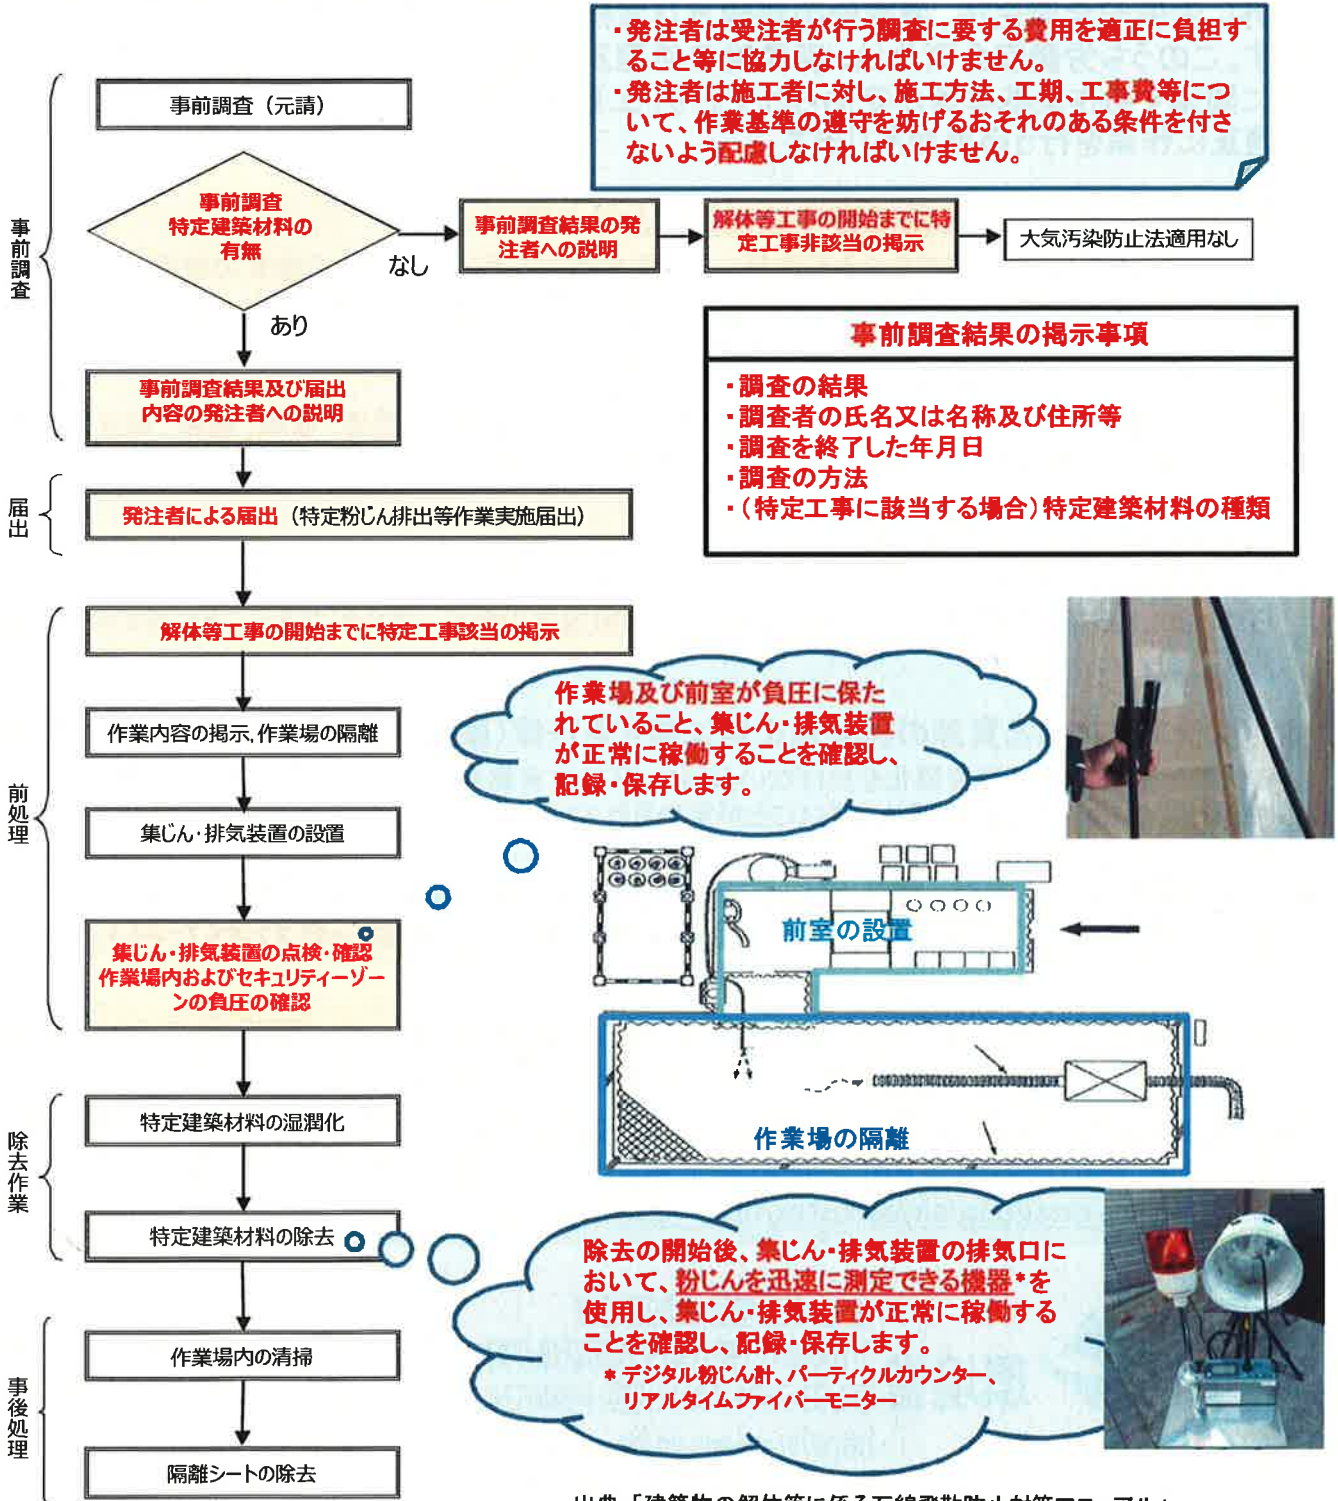 ・発注者は受注者が行う調査に要する費用を適正に負担す
ること等に協力しなければいけません。
・発注者は施工者に対し、施工方法、工期、工事費等につ
いて、作業基準の遵守を妨げるおそれのある条件を付さ
ないよう配慮しなければいけません。
事前調査
事前調査（元請）
事前調査
特定建築材料の
有無
なし
事前調査結果の発
注者への説明
解体等工事の開始までに特
定工事非該当の掲示
大気汚染防止法適用なし
あり
事前調査結果及び届出
内容の発注者への説明
事前調査結果の掲示事項
・調査の結果
・調査者の氏名又は名称及び住所等
・調査を終了した年月日
・調査の方法
・（特定工事に該当する場合）特定建築材料の種類
届出
発注者による届出（特定粉じん排出等作業実施届出）
前処理
解体等工事の開始までに特定工事該当の掲示
作業内容の掲示,作業場の隔離
集じん・排気装置の設置
集じん・排気装置の点検・確認
作業場内およびセキュリティーゾー
ンの負圧の確認
作業場及び前室が負圧に保た
れていること、集じん・排気装置
が正常に稼働することを確認し、
記録・保存します。
前室の設置
作業場の隔離
除去作業
特定建築材料の湿潤化
特定建築材料の除去
除去の開始後、集じん・排気装置の排気口に
おいて、粉じんを迅速に測定できる機器*を
使用し、集じん・排気装置が正常に稼働する
ことを確認し、記録・保存します。
* デジタル粉じん計、パーティクルカウンター、
リアルタイムファイバーモニター
事後処理
作業場内の清掃
隔離シートの除去